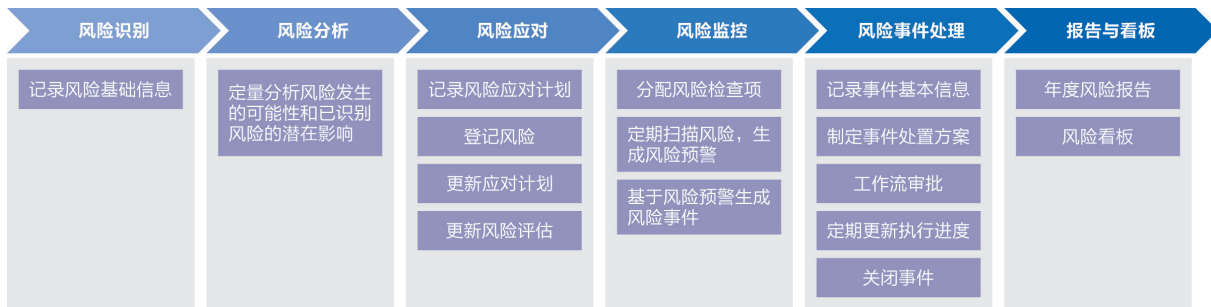 风险识别
风险分析
风险应对
风险监控
风险事件处理
报告与看板
记录风险基础信息
定量分析风险发生
的可能性和已识别
风险的潜在影响
记录风险应对计划
登记风险
更新应对计划
更新风险评估
分配风险检查项
定期扫描风险，生
成风险预警
基于风险预警生成
风险事件
记录事件基本信息
制定事件处置方案
工作流审批
定期更新执行进度
关闭事件
年度风险报告
风险看板